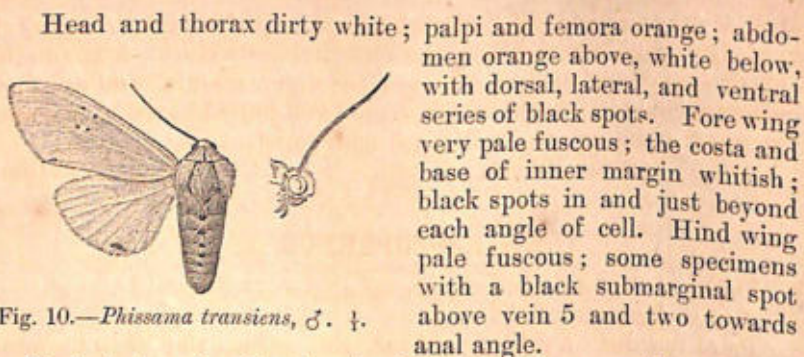 Head and thorax dirty white; palpi and femora orange; abdo-
men orange above, white below,
with dorsal, lateral, and ventral
series of black spots. Fore wing
very pale fuscous; the costa and
base of inner margin whitish;
black spots in and just beyond
each angle of cell. Hind wing
pale fuscous; some specimens
with a black submarginal spot
above vein 5 and two towards
anal angle.
Fig. 10.—Phissama transiens, ♂. 1/1.